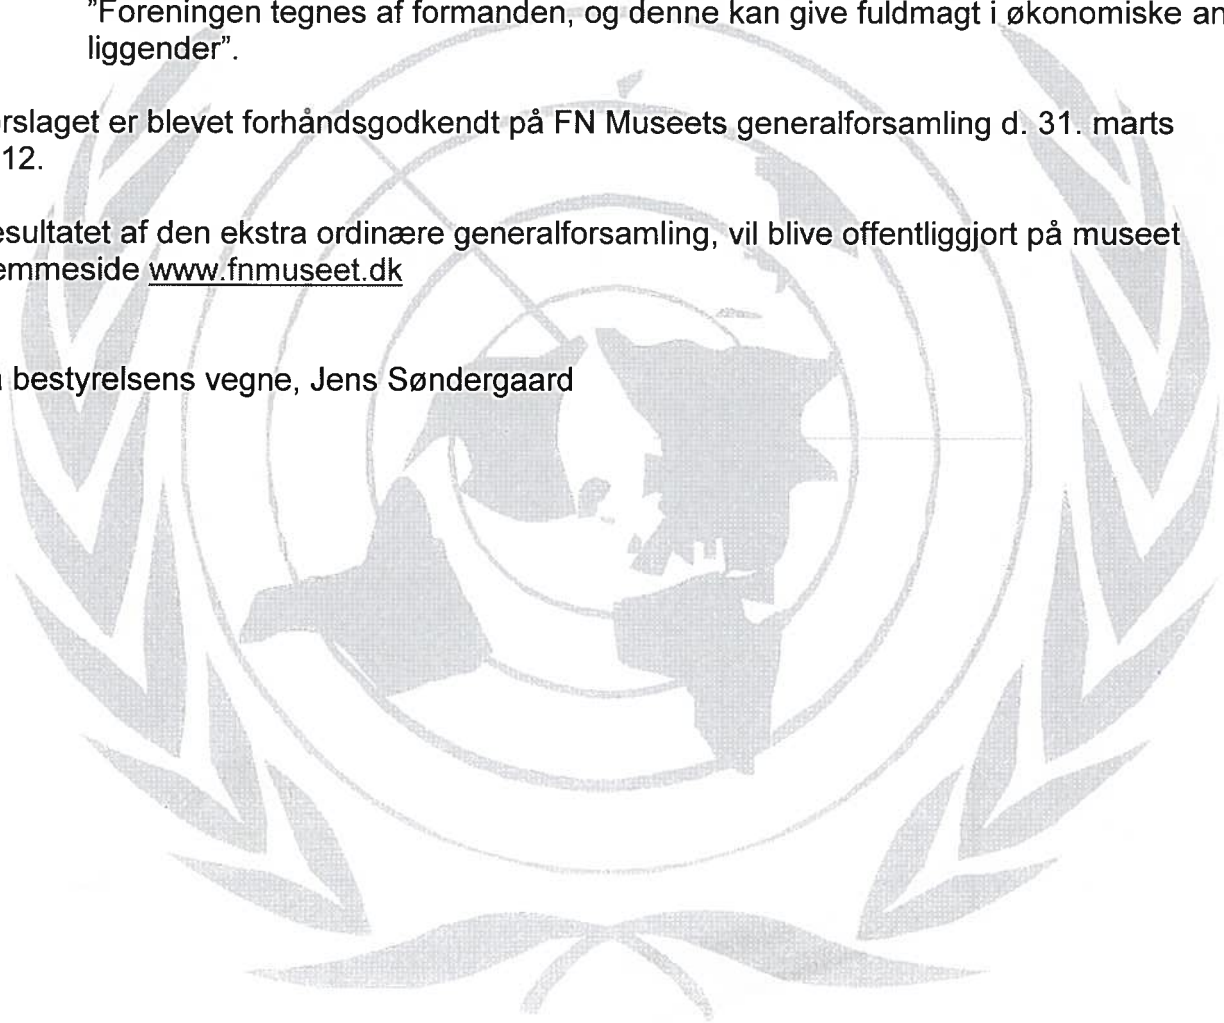 "Foreningen tegnes af formanden, og denne kan give fuldmagt i økonomiske an
liggender".
rslaget er blevet forhåndsgodkendt på FN Museets generalforsamling d. 31. marts
12.
esultatet af den ekstra ordinære generalforsamling, vil blive offentliggjort på museet
emmeside www.fnmuseet.dk
bestyrelsens vegne, Jens Søndergaard